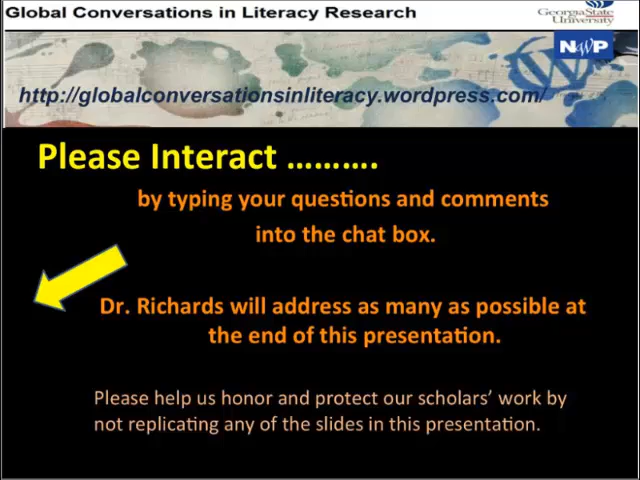 Global Conversations in Literacy Research
Georgia State
University
NWP
http://globalconversationsinliteracy.wordpress.com/
Please Interact ……….
by typing your questions and comments
into the chat box.
Dr. Richards will address as many as possible at
the end of this presentation.
Please help us honor and protect our scholars’ work by
not replicating any of the slides in this presentation.